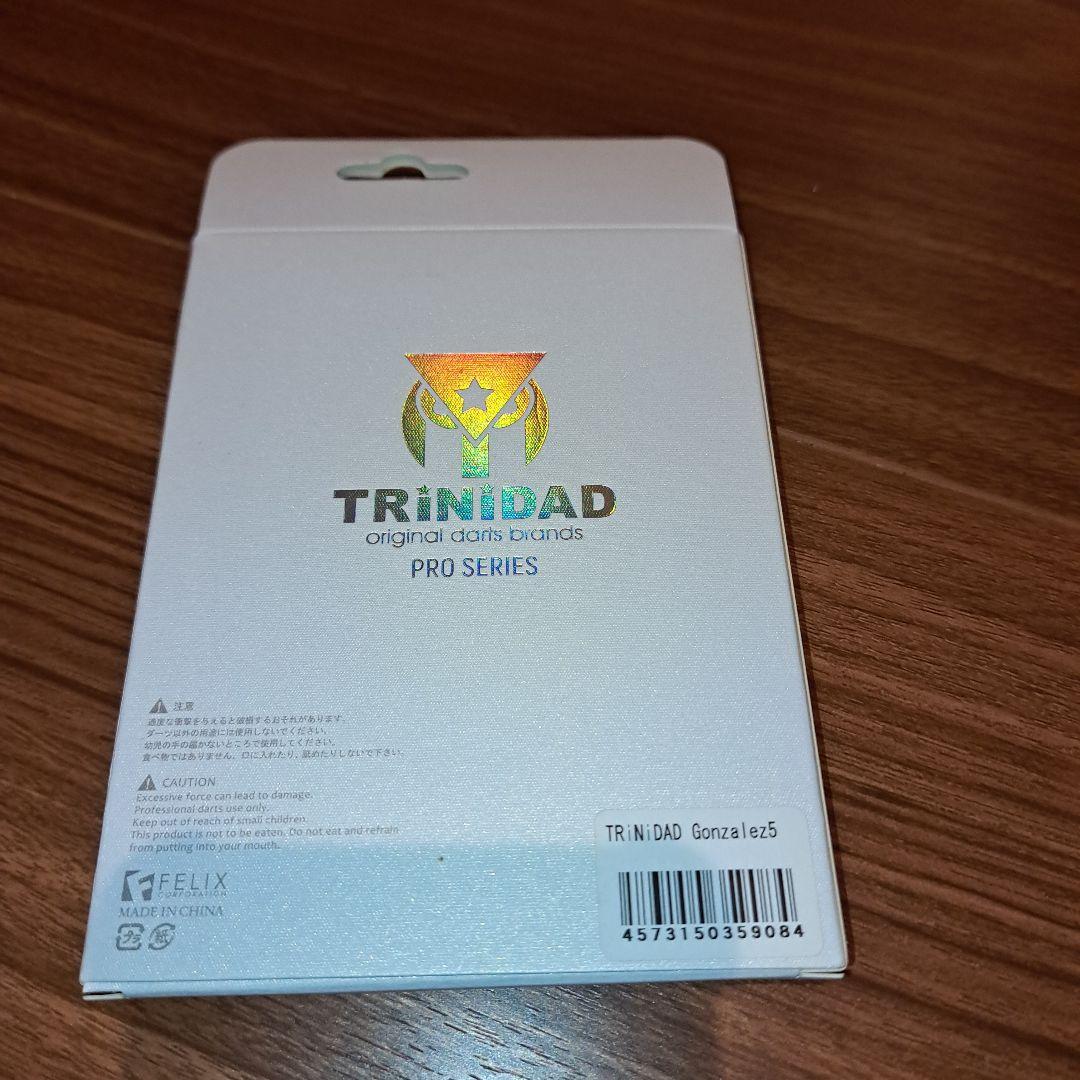 TRiNiDAD
original darts brands
PRO SERIES
注意
過度な衝撃を与えると破損するおそれがあります。
ダーツ以外の用途には使用しないでください。
幼児の手の届かないところで使用してください。
食べ物ではありません、口に入れたり、舐めたりしないで下さい。
CAUTION
Excessive force can lead to damage.
Professional darts use only.
Keep out of reach of small children.
This product is not to be eaten. Do not eat and refrain
from putting into your mouth.
FELIX
CORPORATION
MADE IN CHINA
プラ 紙
TRiNiDAD Gonzalez5
4573150359084